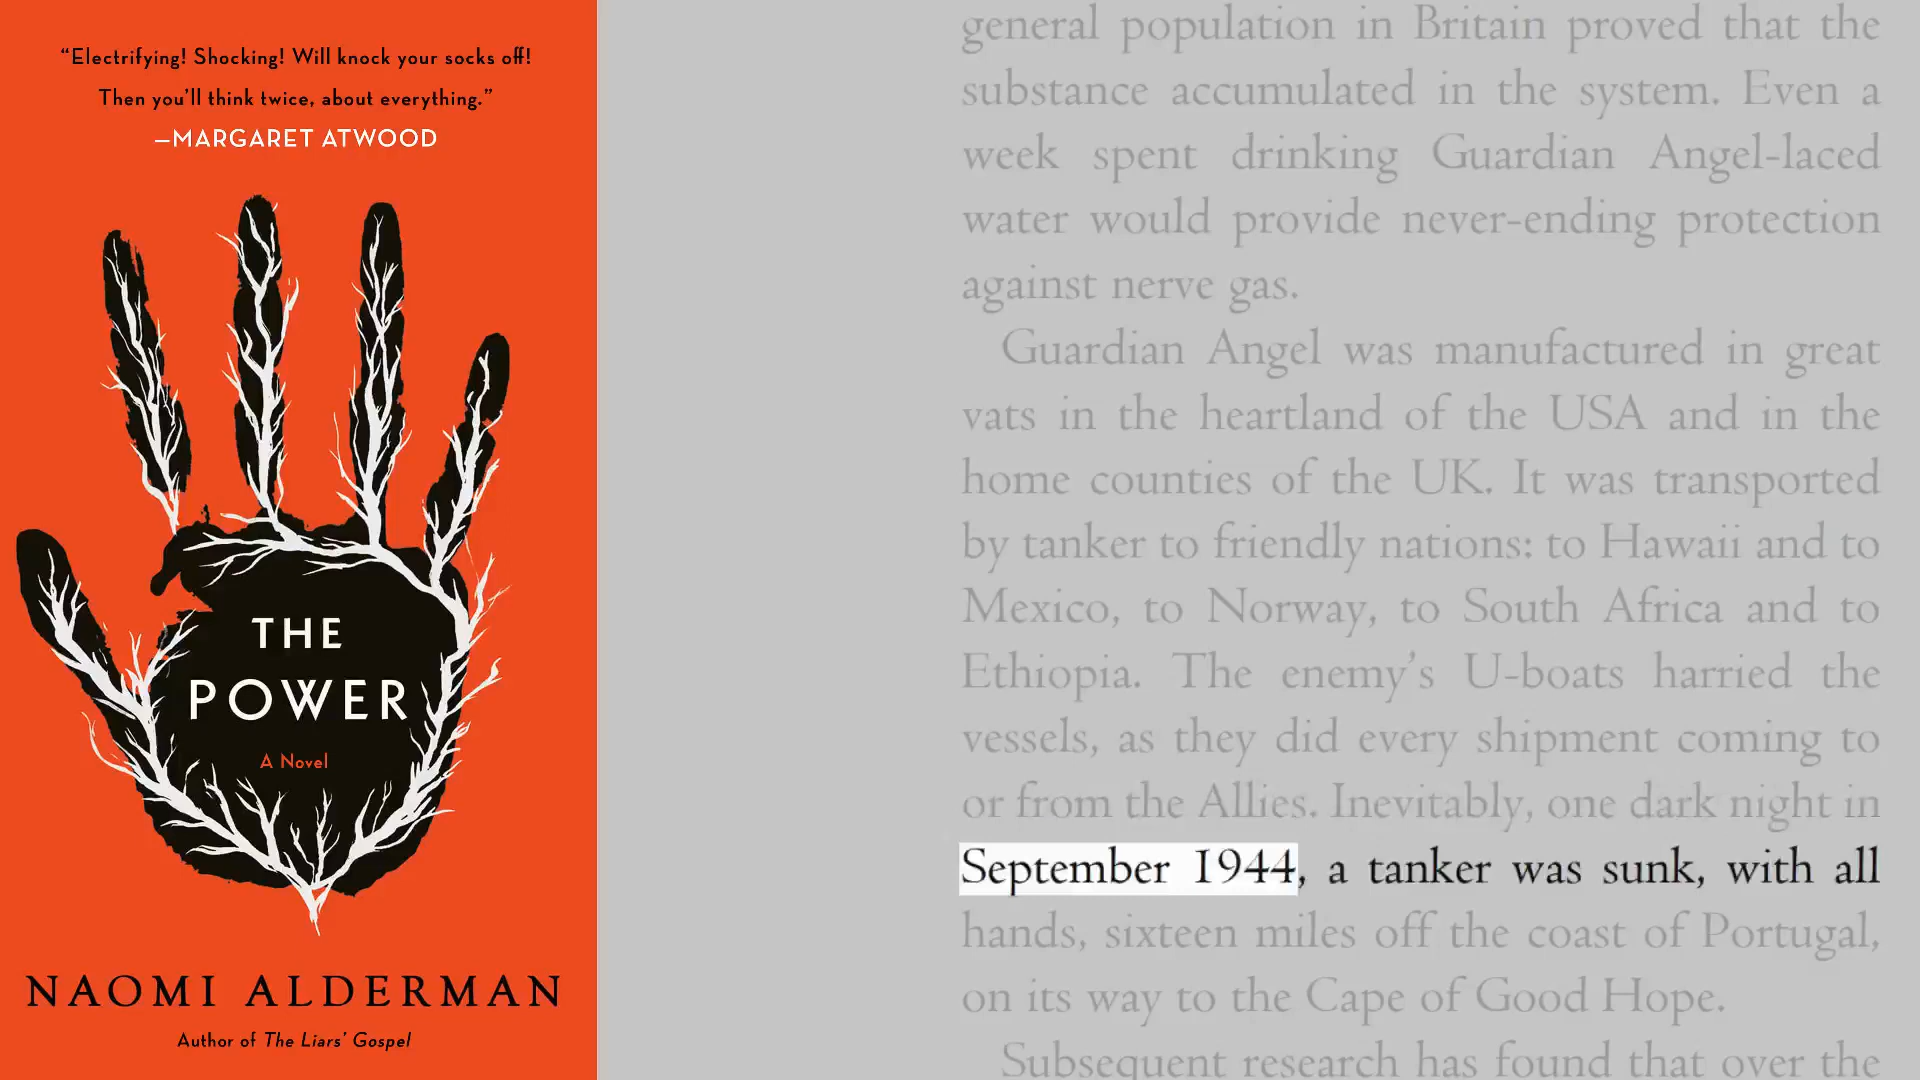 “Electrifying! Shocking! Will knock your socks off!
Then you’ll think twice, about everything.”
—MARGARET ATWOOD
THE
POWER
A Novel
NAOMI ALDERMAN
Author of The Liars’ Gospel
general population in Britain proved that the
substance accumulated in the system. Even a
week spent drinking Guardian Angel-laced
water would provide never-ending protection
against nerve gas.
Guardian Angel was manufactured in great
vats in the heartland of the USA and in the
home counties of the UK. It was transported
by tanker to friendly nations: to Hawaii and to
Mexico, to Norway, to South Africa and to
Ethiopia. The enemy’s U-boats harried the
vessels, as they did every shipment coming to
or from the Allies. Inevitably, one dark night in
September 1944, a tanker was sunk, with all
hands, sixteen miles off the coast of Portugal,
on its way to the Cape of Good Hope.
Subsequent research has found that over the